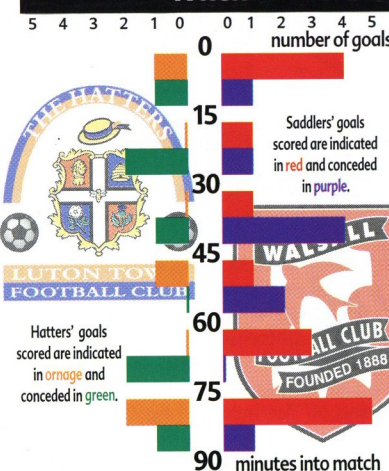 5 4 3 2 1 0 0 1 2 3 4 5
number of goals
0
15
30
45
60
75
90 minutes into match
Saddlers' goals
scored are indicated
in red and conceded
in purple.
THE HATTERS
LUTON TOWN
FOOTBALL CLUB
Hatters' goals
scored are indicated
in ornage and
conceded in green.
WALSALL
FOOTBALL CLUB
FOUNDED 1888